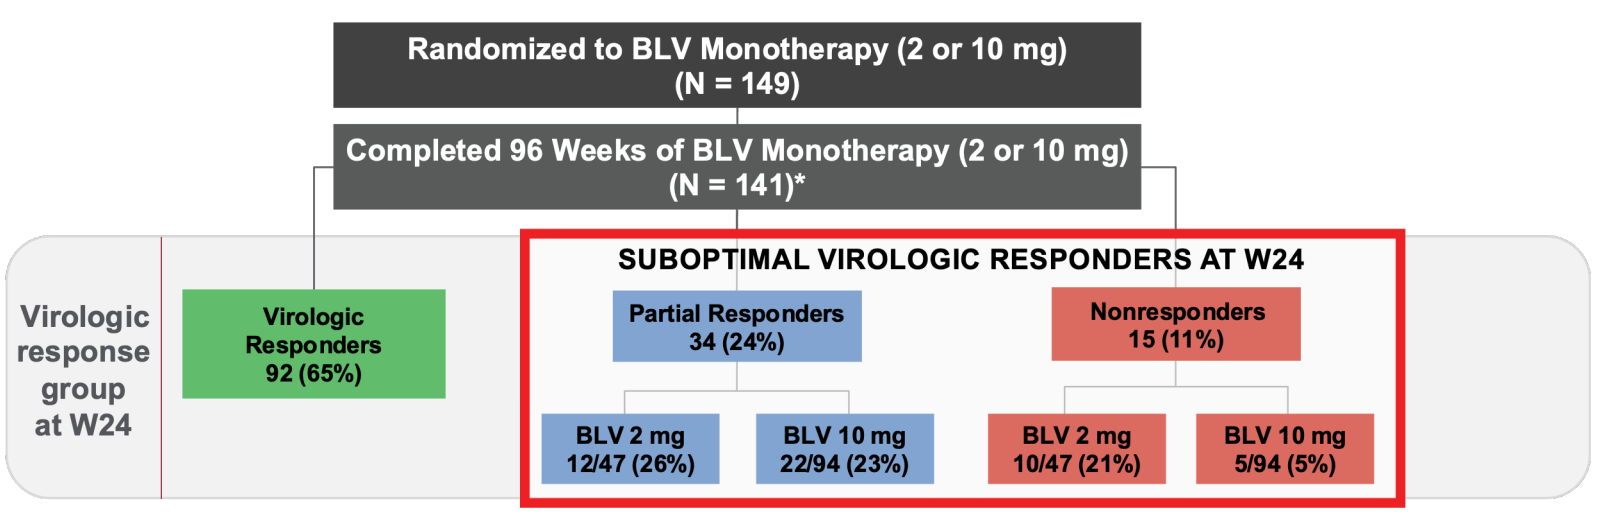 Randomized to BLV Monotherapy (2 or 10 mg)
(N = 149)
Completed 96 Weeks of BLV Monotherapy (2 or 10 mg)
(N = 141)*
SUBOPTIMAL VIROLOGIC RESPONDERS AT W24
Virologic
response
group
at W24
Virologic
Responders
92 (65%)
Partial Responders
34 (24%)
Nonresponders
15 (11%)
BLV 2 mg
12/47 (26%)
BLV 10 mg
22/94 (23%)
BLV 2 mg
10/47 (21%)
BLV 10 mg
5/94 (5%)